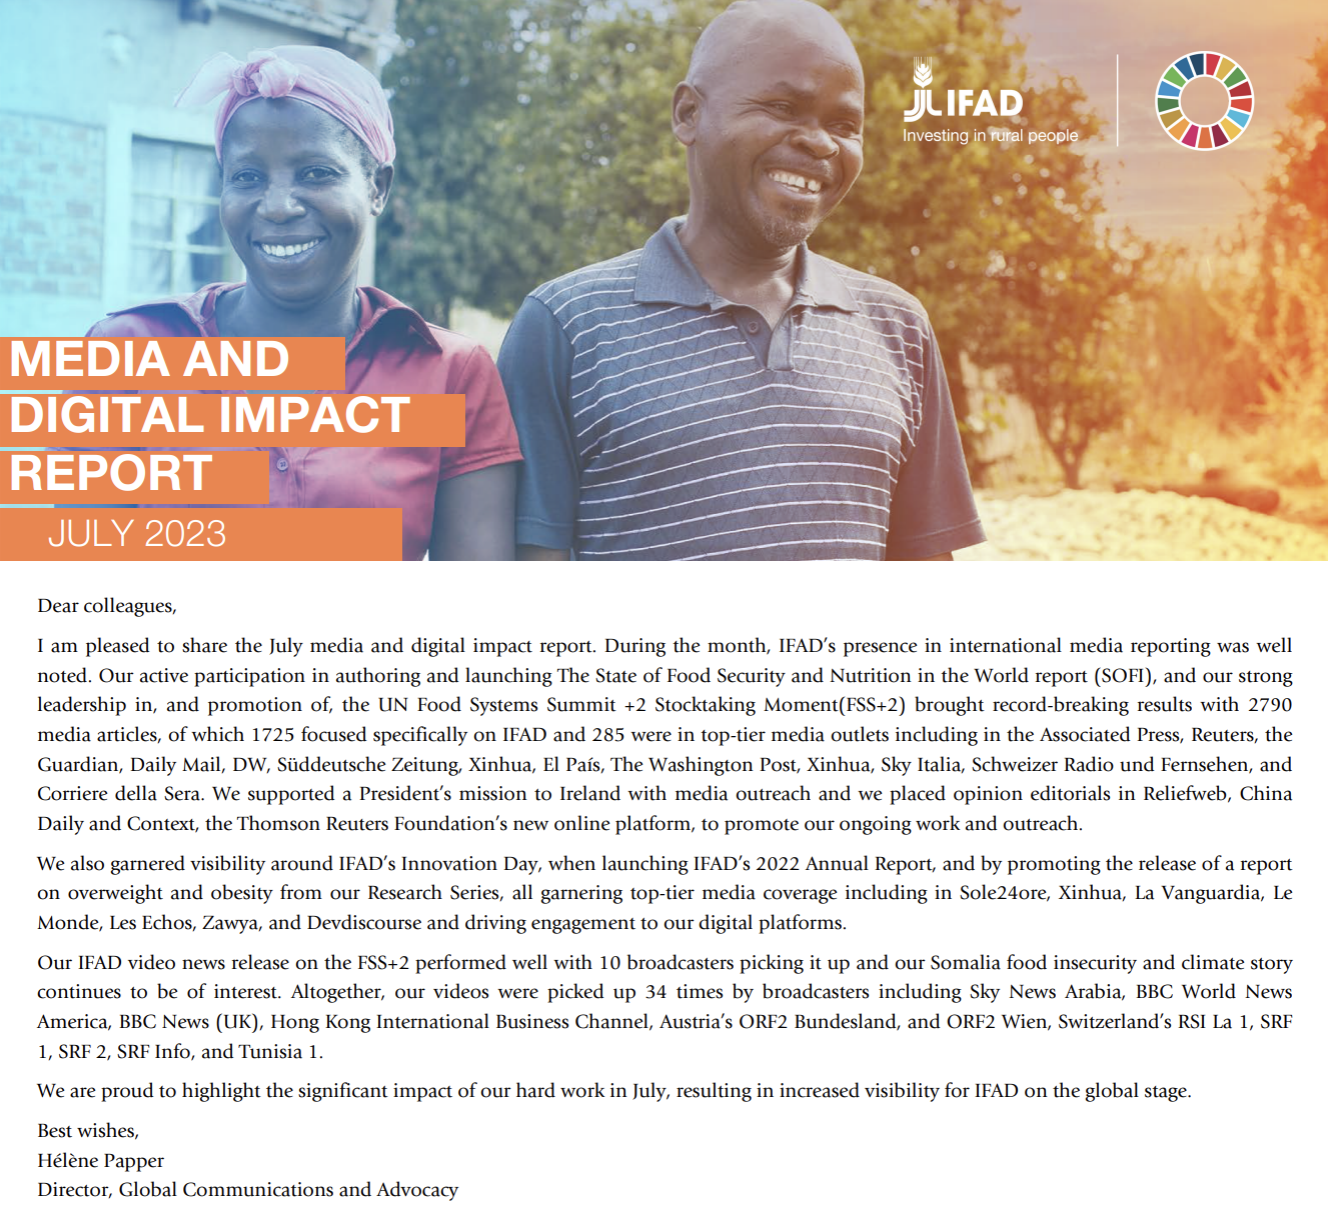 IFAD
Investing in rural people
MEDIA AND
DIGITAL IMPACT
REPORT
JULY 2023
Dear colleagues,
I am pleased to share the July media and digital impact report. During the month, IFAD's presence in international media reporting was well
noted. Our active participation in authoring and launching The State of Food Security and Nutrition in the World report (SOFI), and our strong
leadership in, and promotion of, the UN Food Systems Summit +2 Stocktaking Moment(FSS+2) brought record-breaking results with 2790
media articles, of which 1725 focused specifically on IFAD and 285 were in top-tier media outlets including in the Associated Press, Reuters, the
Guardian, Daily Mail, DW, Süddeutsche Zeitung, Xinhua, El País, The Washington Post, Xinhua, Sky Italia, Schweizer Radio und Fernsehen, and
Corriere della Sera. We supported a President's mission to Ireland with media outreach and we placed opinion editorials in Reliefweb, China
Daily and Context, the Thomson Reuters Foundation's new online platform, to promote our ongoing work and outreach.
We also garnered visibility around IFAD's Innovation Day, when launching IFAD's 2022 Annual Report, and by promoting the release of a report
on overweight and obesity from our Research Series, all garnering top-tier media coverage including in Sole24ore, Xinhua, La Vanguardia, Le
Monde, Les Echos, Zawya, and Devdiscourse and driving engagement to our digital platforms.
Our IFAD video news release on the FSS+2 performed well with 10 broadcasters picking it up and our Somalia food insecurity and climate story
continues to be of interest. Altogether, our videos were picked up 34 times by broadcasters including Sky News Arabia, BBC World News
America, BBC News (UK), Hong Kong International Business Channel, Austria's ORF2 Bundesland, and ORF2 Wien, Switzerland's RSI La 1, SRF
1, SRF 2, SRF Info, and Tunisia 1.
We are proud to highlight the significant impact of our hard work in July, resulting in increased visibility for IFAD on the global stage.
Best wishes,
Hélène Papper
Director, Global Communications and Advocacy